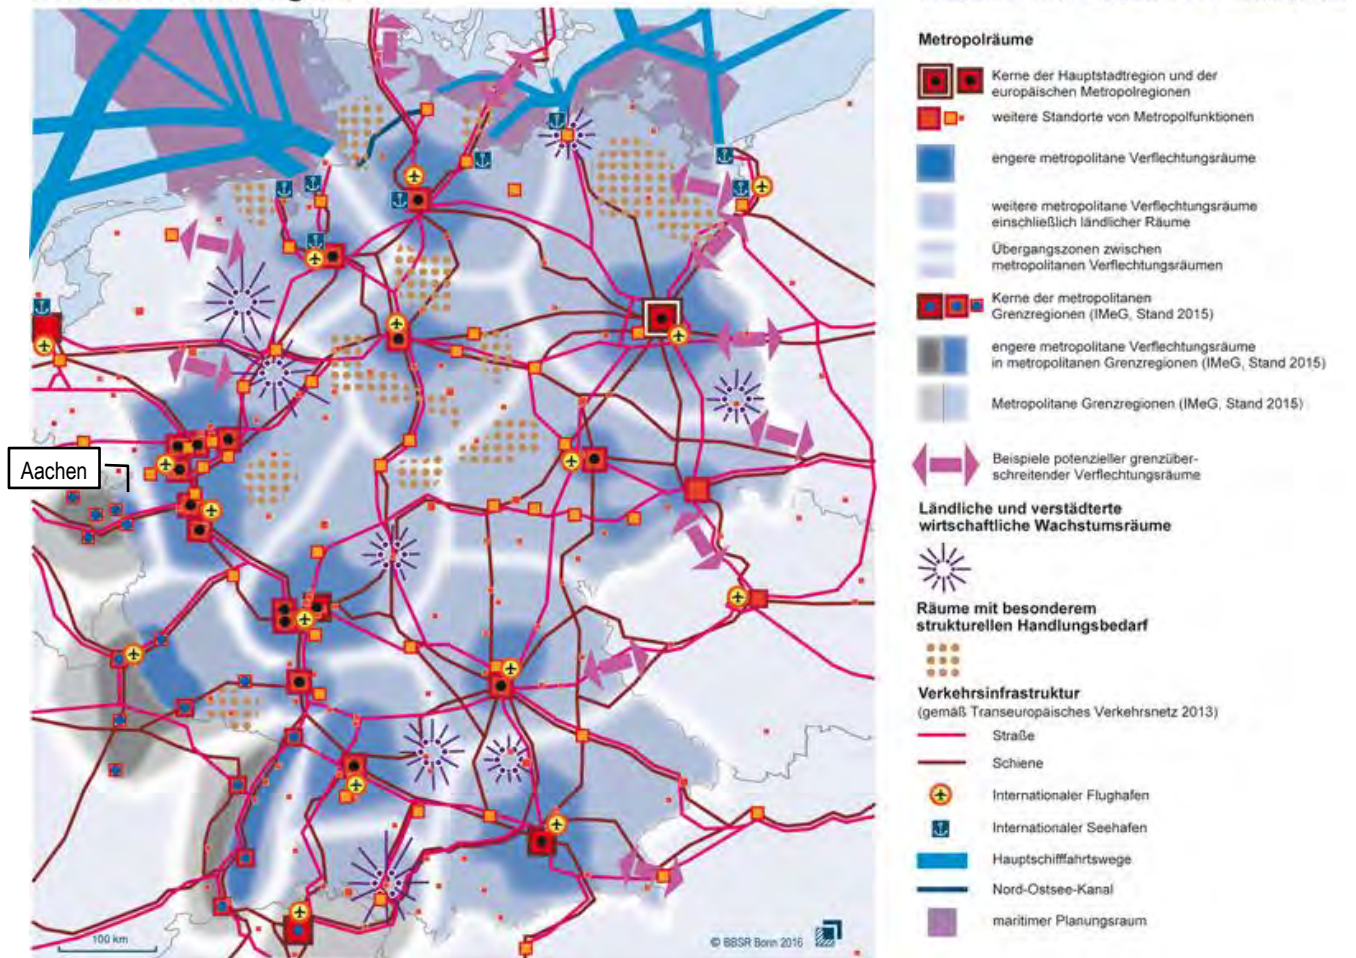 Aachen
100 km
© BBSR Bonn 2016
Metropolräume
Kerne der Hauptstadtregion und der
europäischen Metropolregionen
weitere Standorte von Metropolfunktionen
engere metropolitane Verflechtungsräume
weitere metropolitane Verflechtungsräume
einschließlich ländlicher Räume
Übergangszonen zwischen
metropolitanen Verflechtungsräumen
Kerne der metropolitanen
Grenzregionen (IMeG, Stand 2015)
engere metropolitane Verflechtungsräume
in metropolitanen Grenzregionen (IMeG, Stand 2015)
Metropolitane Grenzregionen (IMeG, Stand 2015)
Beispiele potenzieller grenzüber-
schreitender Verflechtungsräume
Ländliche und verstädterte
wirtschaftliche Wachstumsräume
Räume mit besonderem
strukturellen Handlungsbedarf
Verkehrsinfrastruktur
(gemäß Transeuropäisches Verkehrsnetz 2013)
Straße
Schiene
Internationaler Flughafen
Internationaler Seehafen
Hauptschifffahrtswege
Nord-Ostsee-Kanal
maritimer Planungsraum